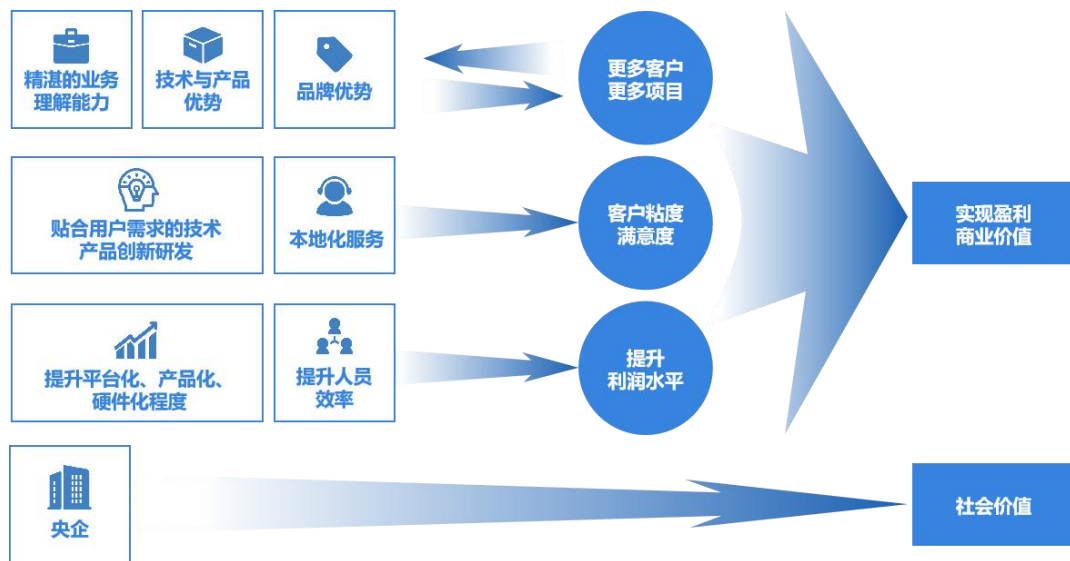 精湛的业务
理解能力
技术与产品
优势
品牌优势
更多客户
更多项目
贴合用户需求的技术
产品创新研发
本地化服务
客户粘度
满意度
实现盈利
商业价值
提升平台化、产品化、
硬件化程度
提升人员
效率
提升
利润水平
央企
社会价值